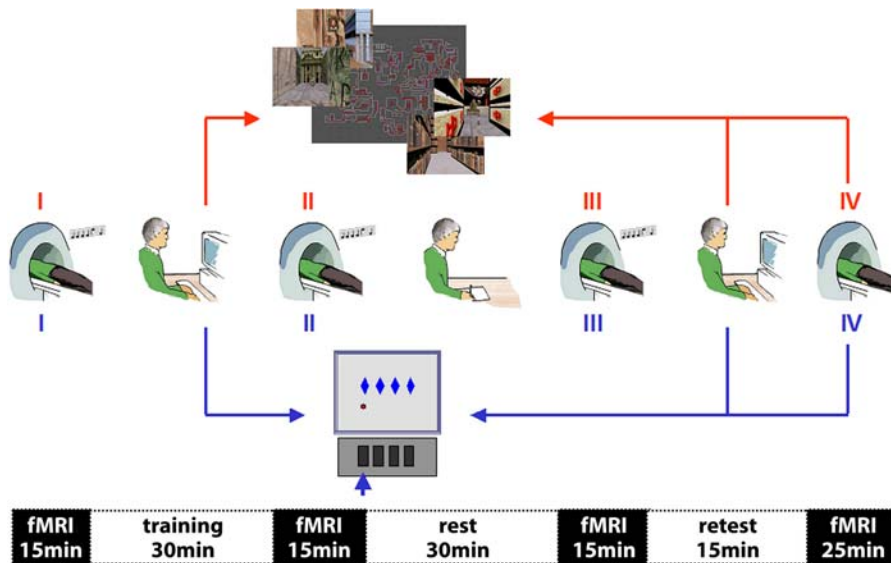 I II III IV
I II III IV
fMRI training fMRI rest fMRI retest fMRI
15min 30min 15min 30min 15min 15min 25min